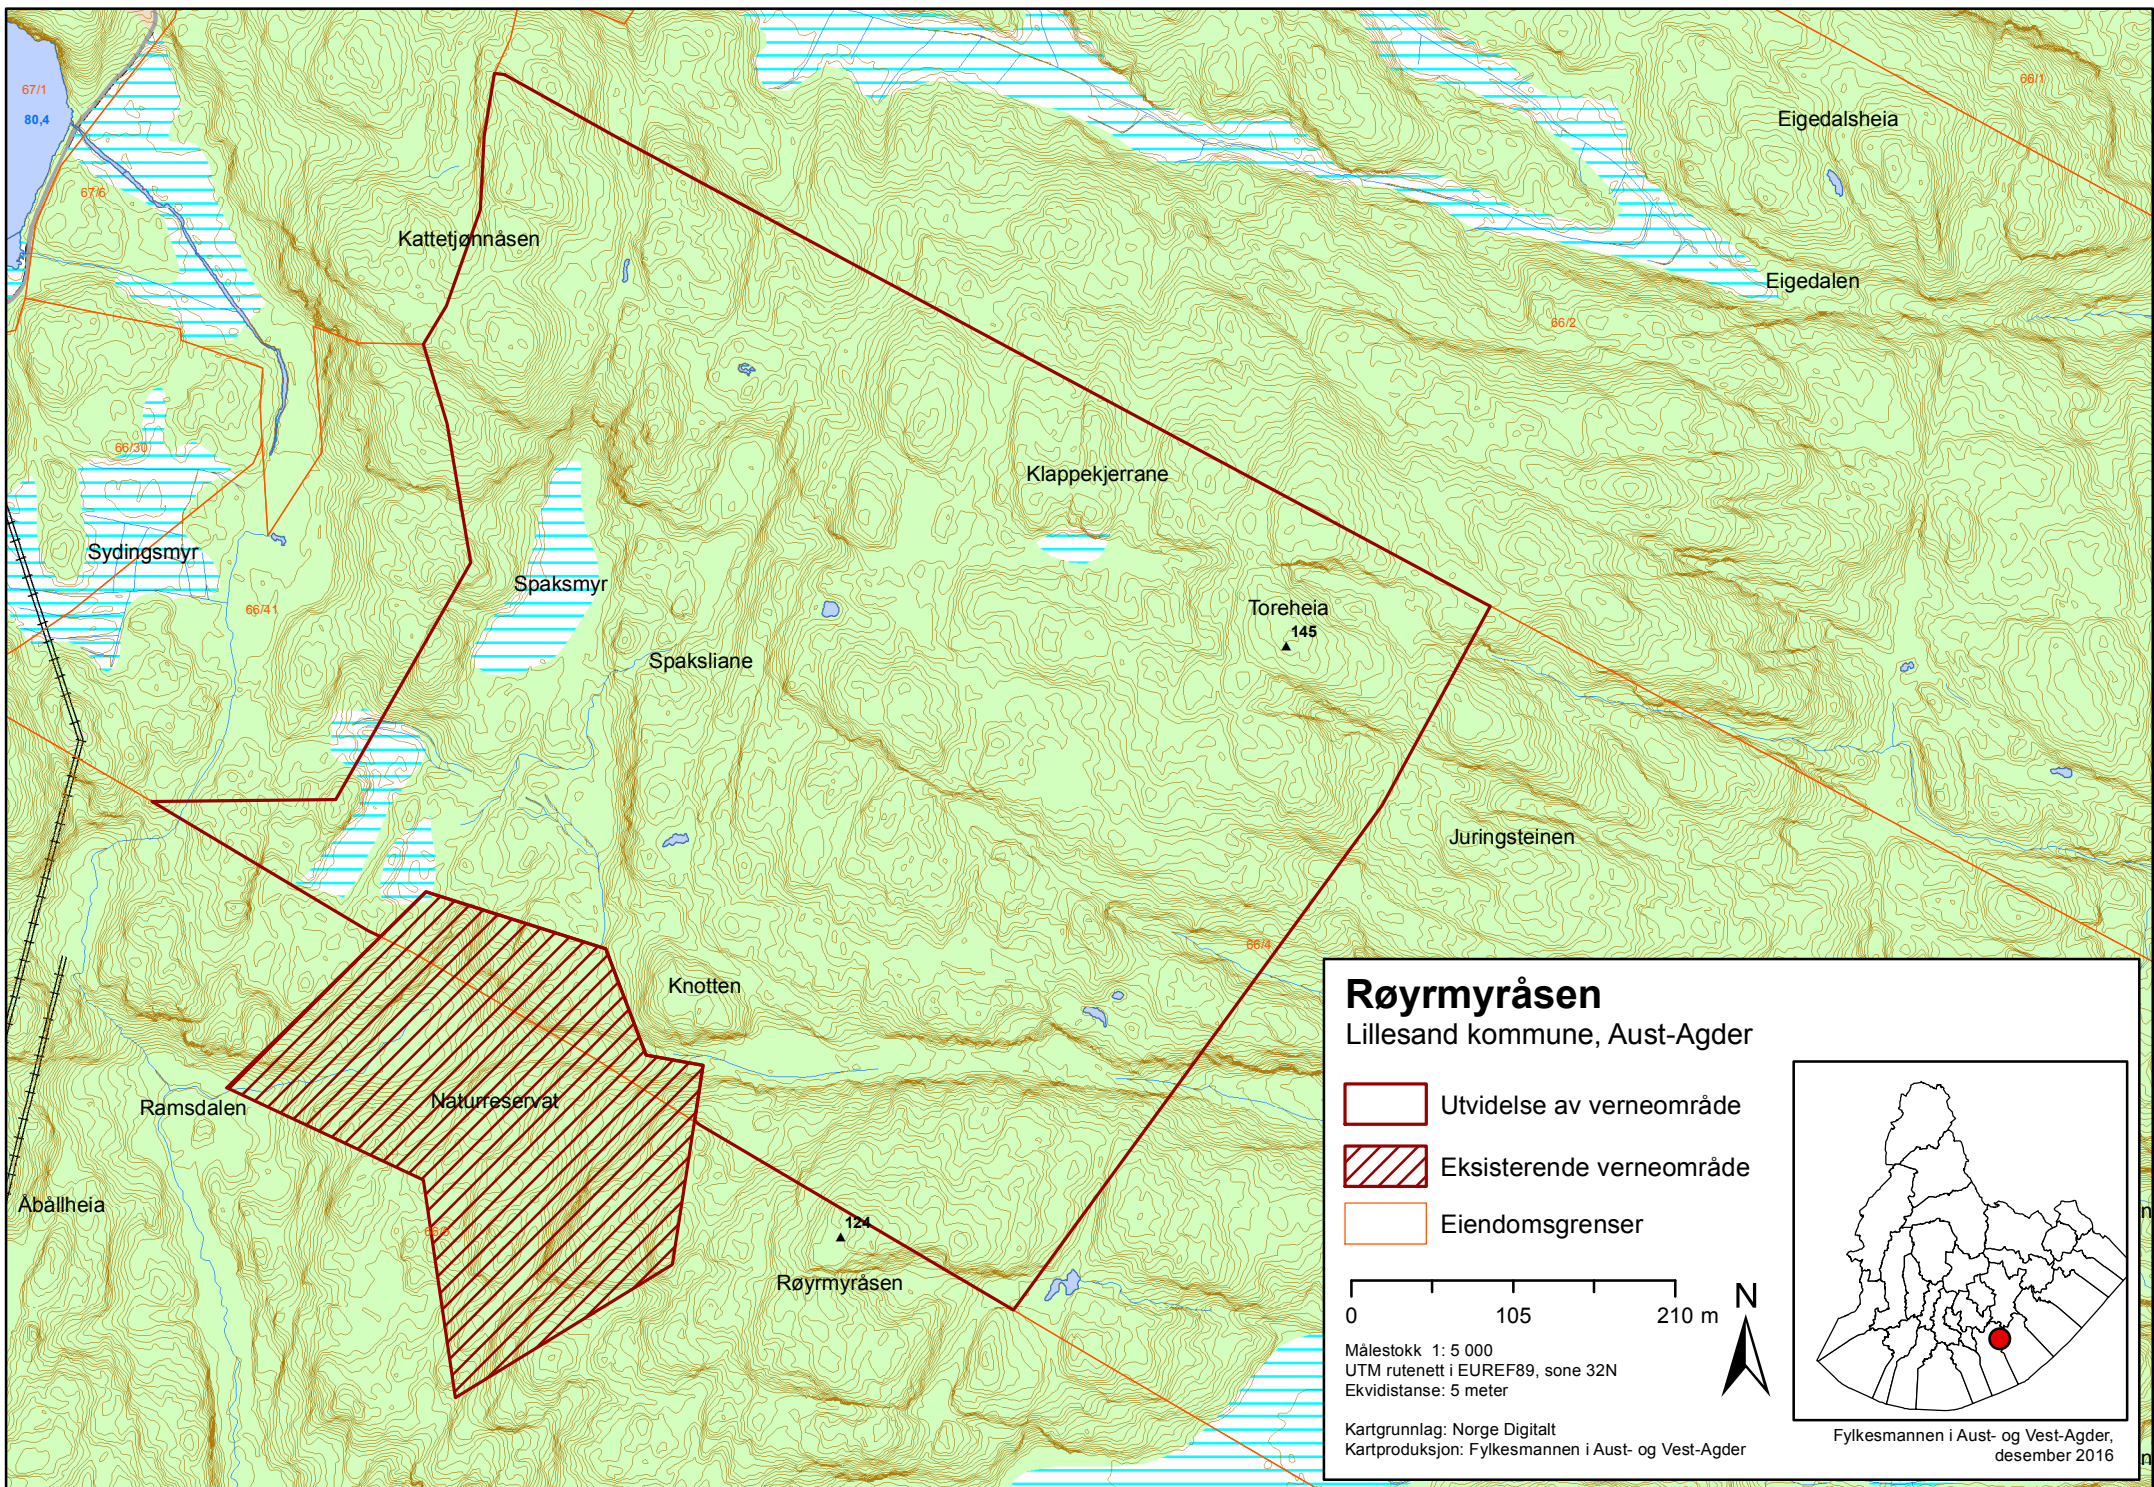 67/1
80,4
67/6
Kattetjønnåsen
Eigedalsheia
66/1
Eigedalen
66/2
66/30
Sydingsmyr
66/41
Spaksmyr
Klappekjerrane
Toreheia
145
Spaksliane
Juringsteinen
66/4
Knotten
Naturreservat
Ramsdalen
Åbållheia
124
Røyrmyråsen
Røyrmyråsen
Lillesand kommune, Aust-Agder
Utvidelse av verneområde
Eksisterende verneområde
Eiendomsgrenser
0 105 210 m
N
Målestokk 1: 5 000
UTM rutenett i EUREF89, sone 32N
Ekvidistanse: 5 meter
Kartgrunnlag: Norge Digitalt
Kartproduksjon: Fylkesmannen i Aust- og Vest-Agder
Fylkesmannen i Aust- og Vest-Agder,
desember 2016